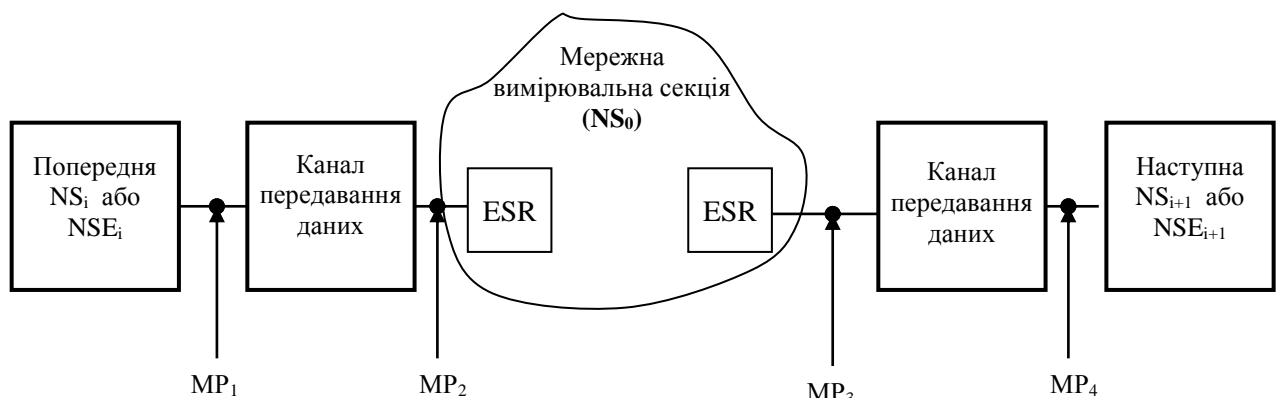 Мережна
вимірювальна секція
(NS₀)
Попередня
NSᵢ або
NSEᵢ
Канал
передавання
даних
ESR
ESR
Канал
передавання
даних
Наступна
NSᵢ₊₁ або
NSEᵢ₊₁
MP₁
MP₂
MP₃
MP₄